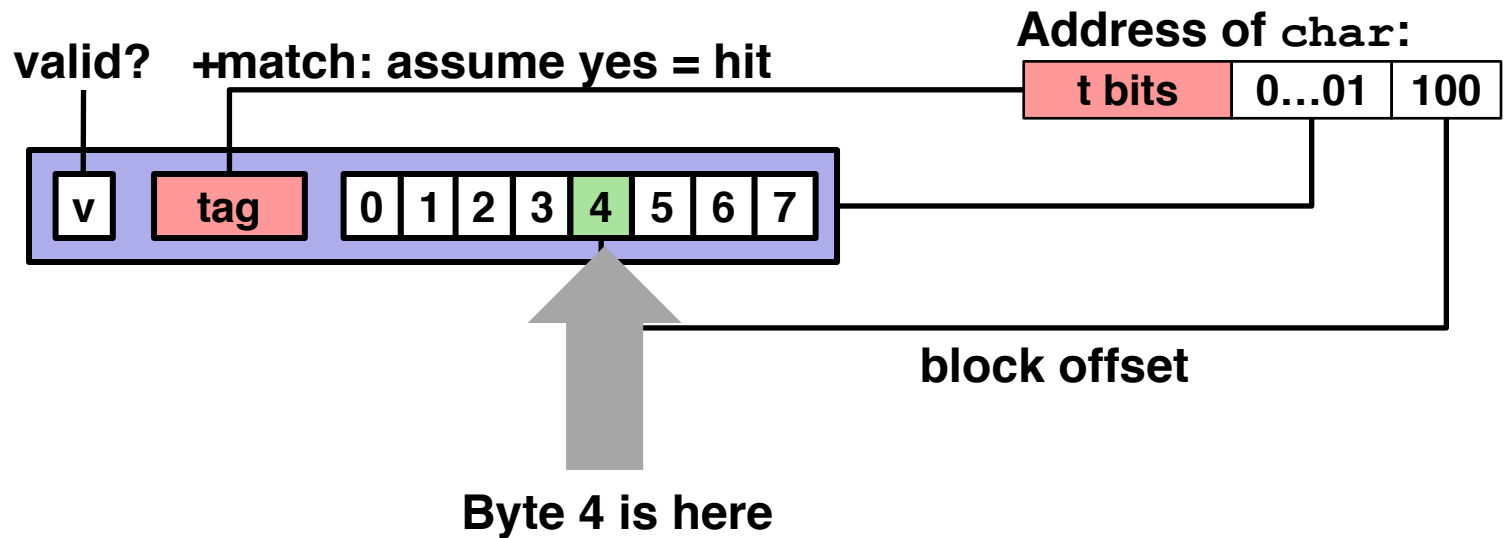 Address of char:
valid? +match: assume yes = hit
t bits 0...01 100
v tag 0 1 2 3 4 5 6 7
block offset
Byte 4 is here